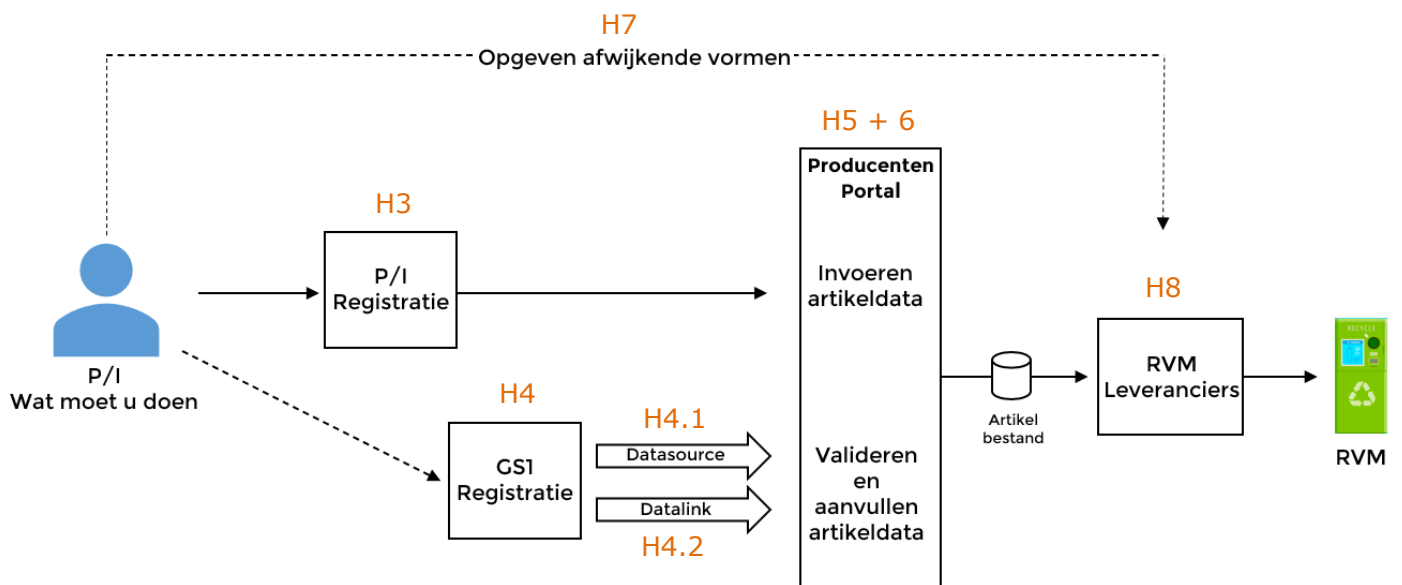 H7
Opgeven afwijkende vormen
H5 + 6
Producenten
Portal
H3
P/I
Registratie
Invoeren
artikeldata
H8
RVM
Leveranciers
RECYCLE
P/I
Wat moet u doen
H4
GS1
Registratie
H4.1
Datasource
Datalink
H4.2
Valideren
en
aanvullen
artikeldata
Artikel
bestand
RVM